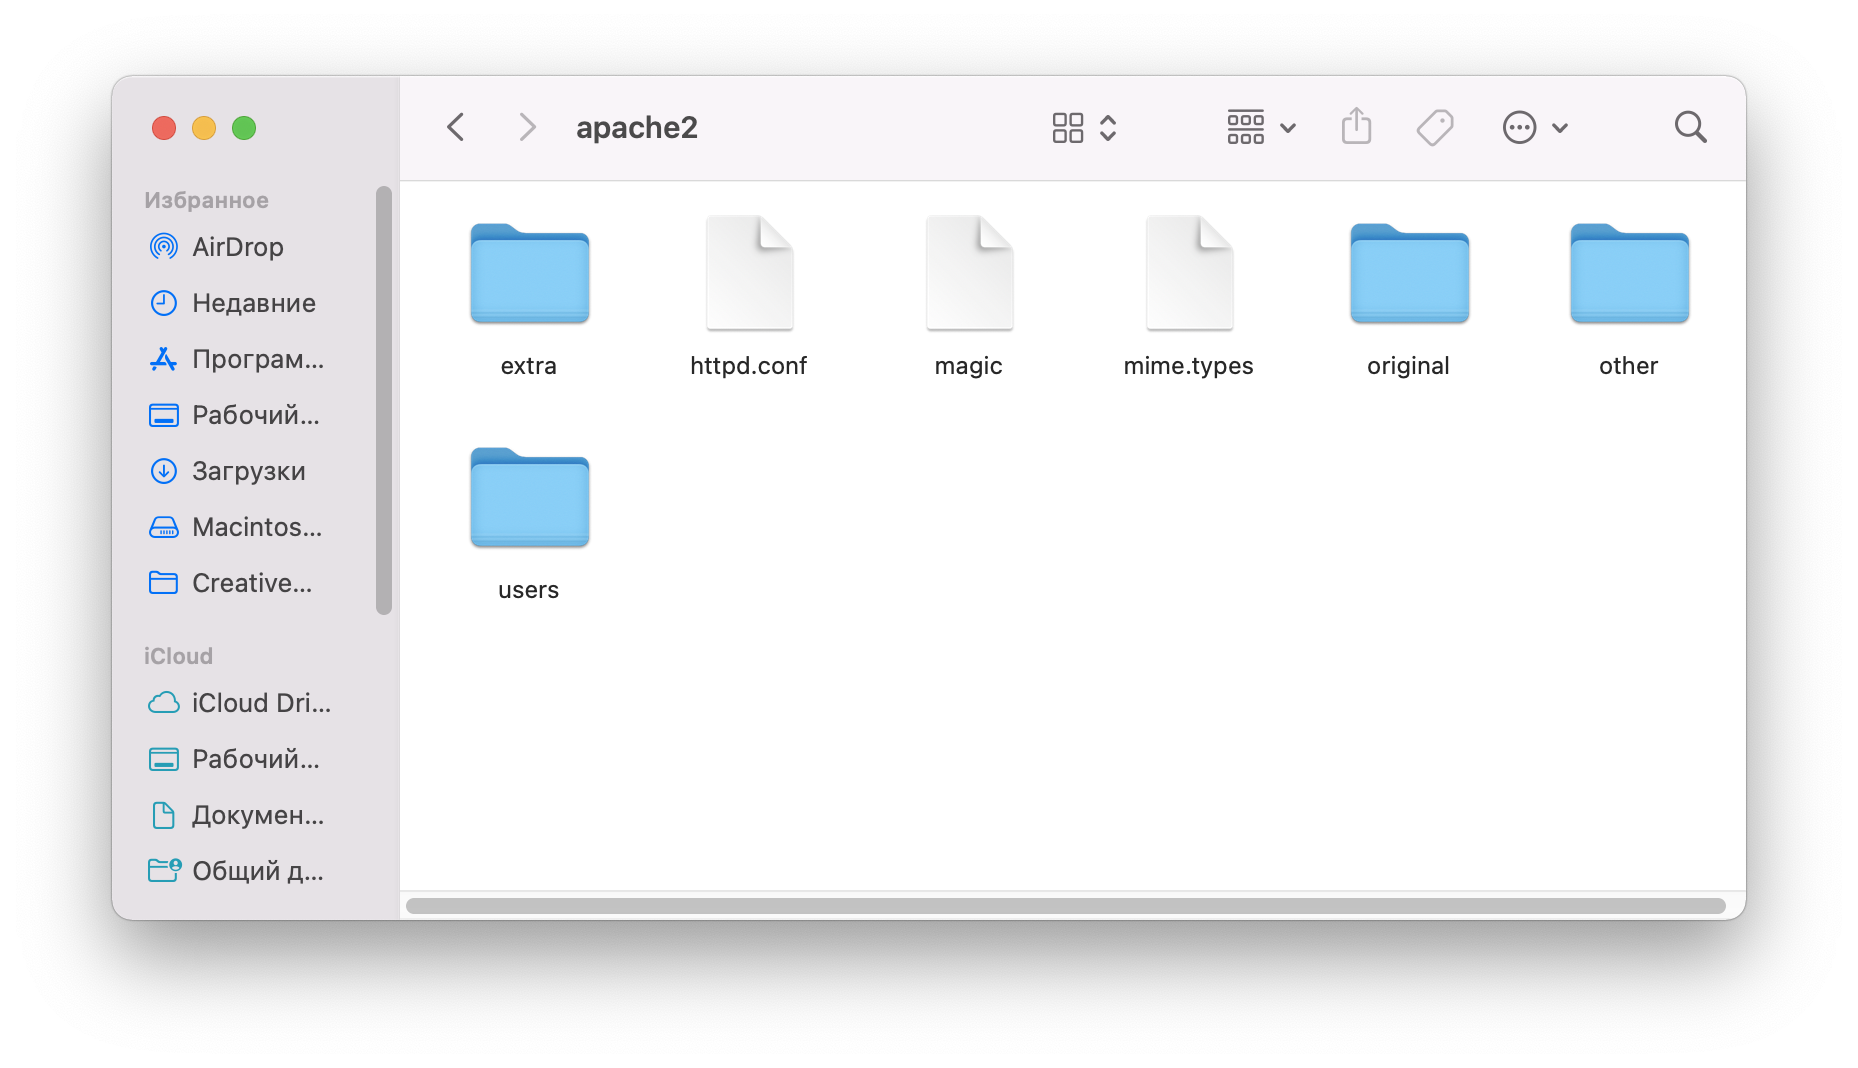 apache2
Избранное
AirDrop
Недавние
Програм...
Рабочий...
Загрузки
Macintos...
Creative...
iCloud
iCloud Dri...
Рабочий...
Докумен...
Общий д...
extra
httpd.conf
magic
mime.types
original
other
users